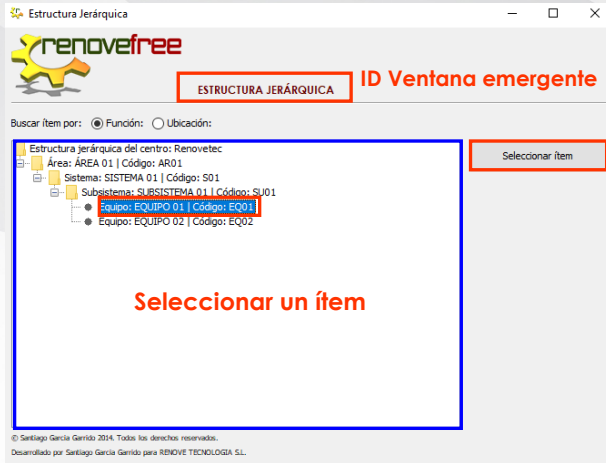 Estructura Jerárquica
renovefree
ESTRUCTURA JERÁRQUICA
ID Ventana emergente
Buscar ítem por: Función: Ubicación:
Seleccionar ítem
Estructura jerárquica del centro: Renovetec
Área: ÁREA 01 | Código: AR01
Sistema: SISTEMA 01 | Código: S01
Subsistema: SUBSISTEMA 01 | Código: SU01
Equipo: EQUIPO 01 | Código: EQ01
Equipo: EQUIPO 02 | Código: EQ02
Seleccionar un ítem
© Santiago García Garrido 2014. Todos los derechos reservados.
Desarrollado por Santiago García Garrido para RENOVE TECNOLOGIA S.L.